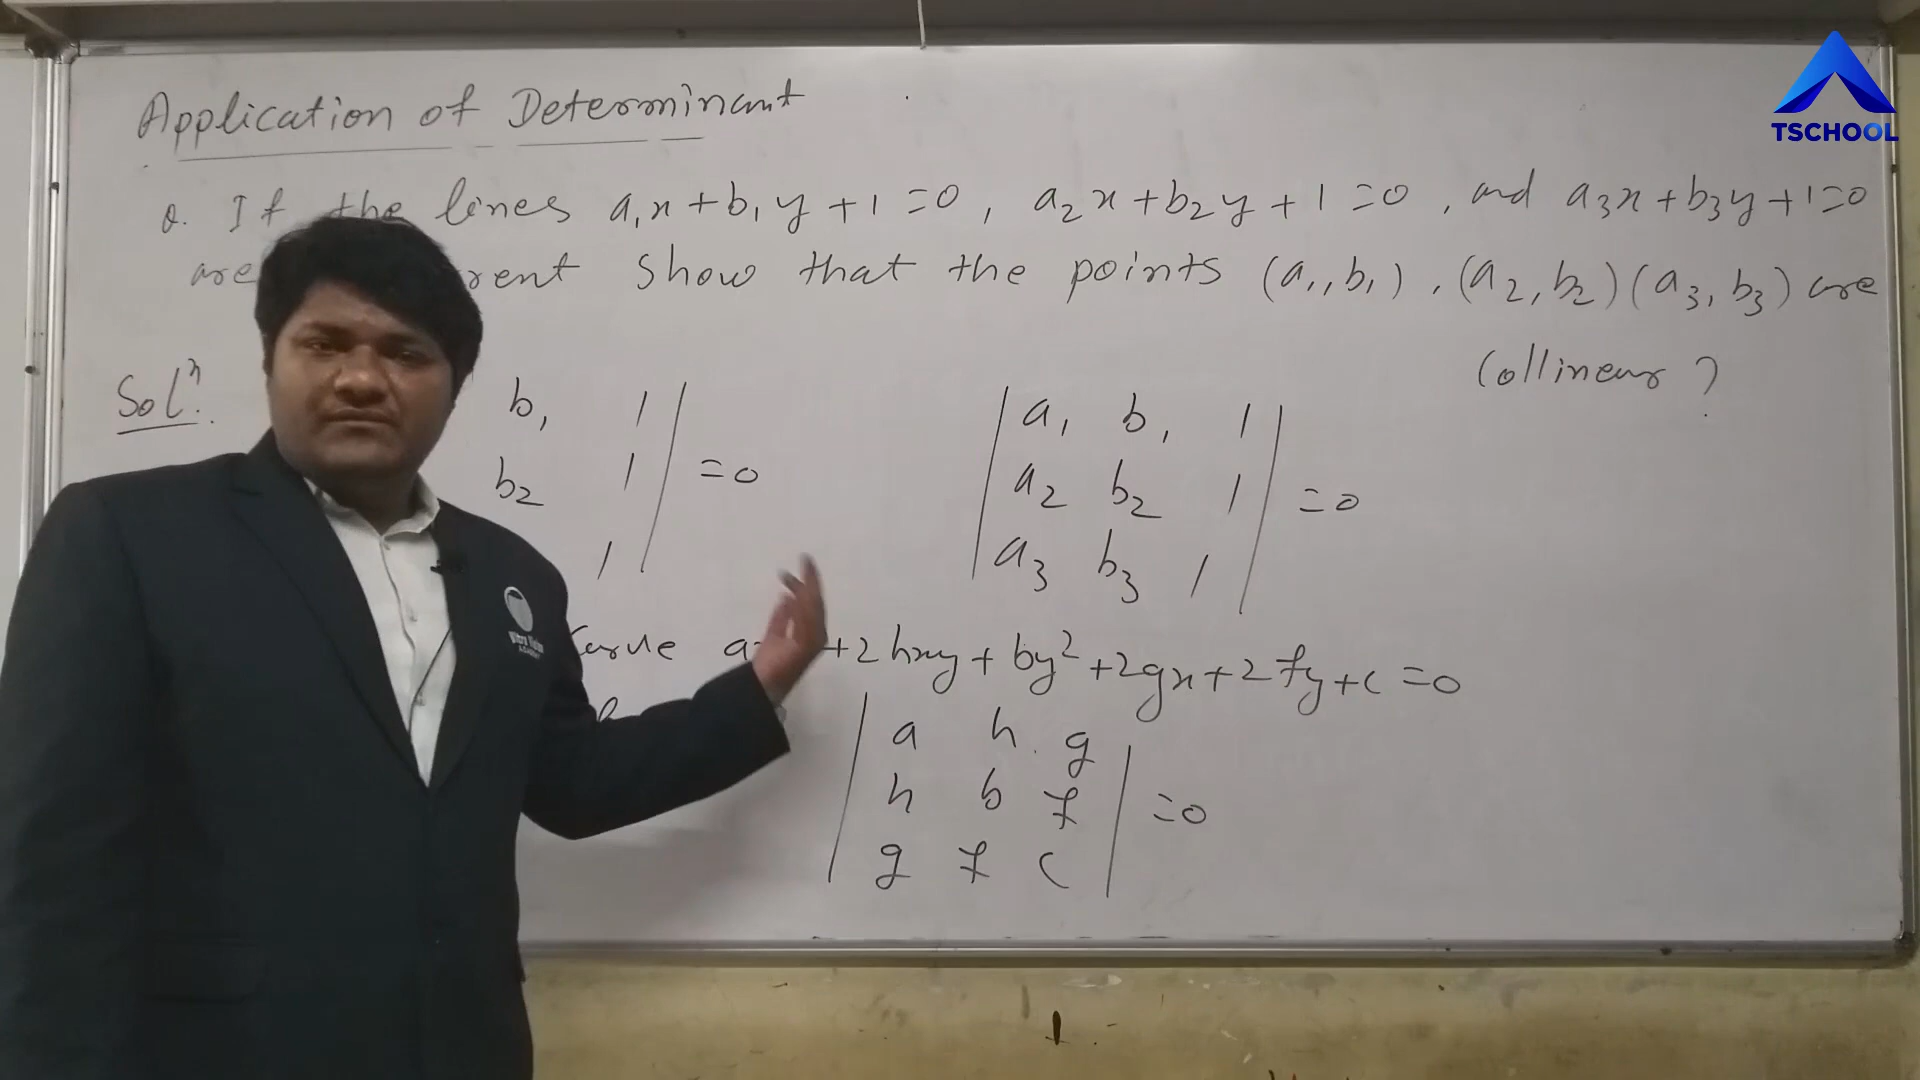 Application of Determinant
TSCHOOL
Q. If the lines a₁x + b₁y + 1 = 0, a₂x + b₂y + 1 = 0, and a₃x + b₃y + 1 = 0
are rent show that the points (a₁, b₁), (a₂, b₂) (a₃, b₃) are
Collinear ?
Solⁿ.
b₁ 1
b₂ 1 = 0
1
a₁ b₁ 1
a₂ b₂ 1 = 0
a₃ b₃ 1
a + 2hxy + by² + 2gx + 2fy + c = 0
a h g
h b f = 0
g f c